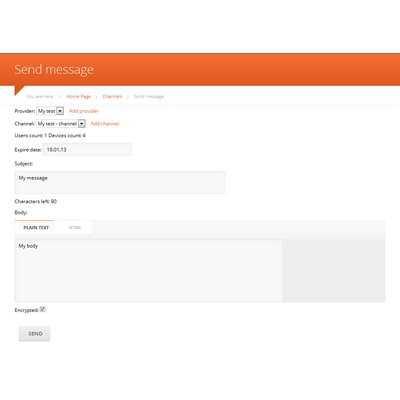 Send message
You are here: > Home Page > Channels > Send message
Provider: My test Add provider
Channel: My test - channel Add channel
Users count: 1 Devices count: 4
Expire date: 19.01.13
Subject:
My message
Characters left: 90
Body:
PLAIN TEXT HTML
My body
Encrypted:
SEND